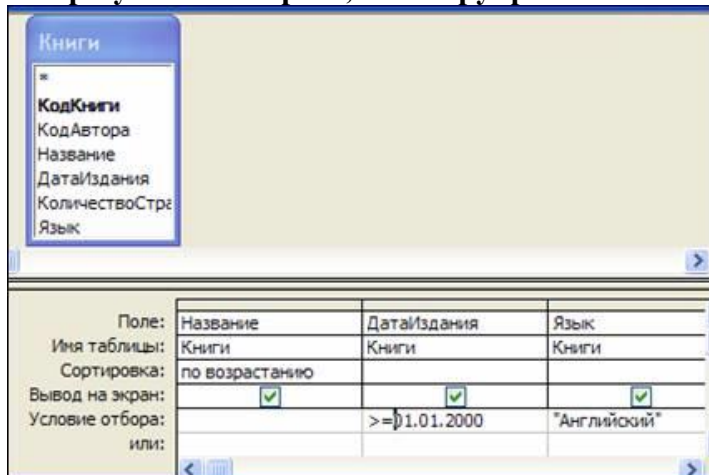 Книги
*
КодКниги
КодАвтора
Название
ДатаИздания
КоличествоСтра
Язык
Поле: Название ДатаИздания Язык
Имя таблицы: Книги Книги Книги
Сортировка: по возрастанию
Вывод на экран:
Условие отбора: >=01.01.2000 "Английский"
или: